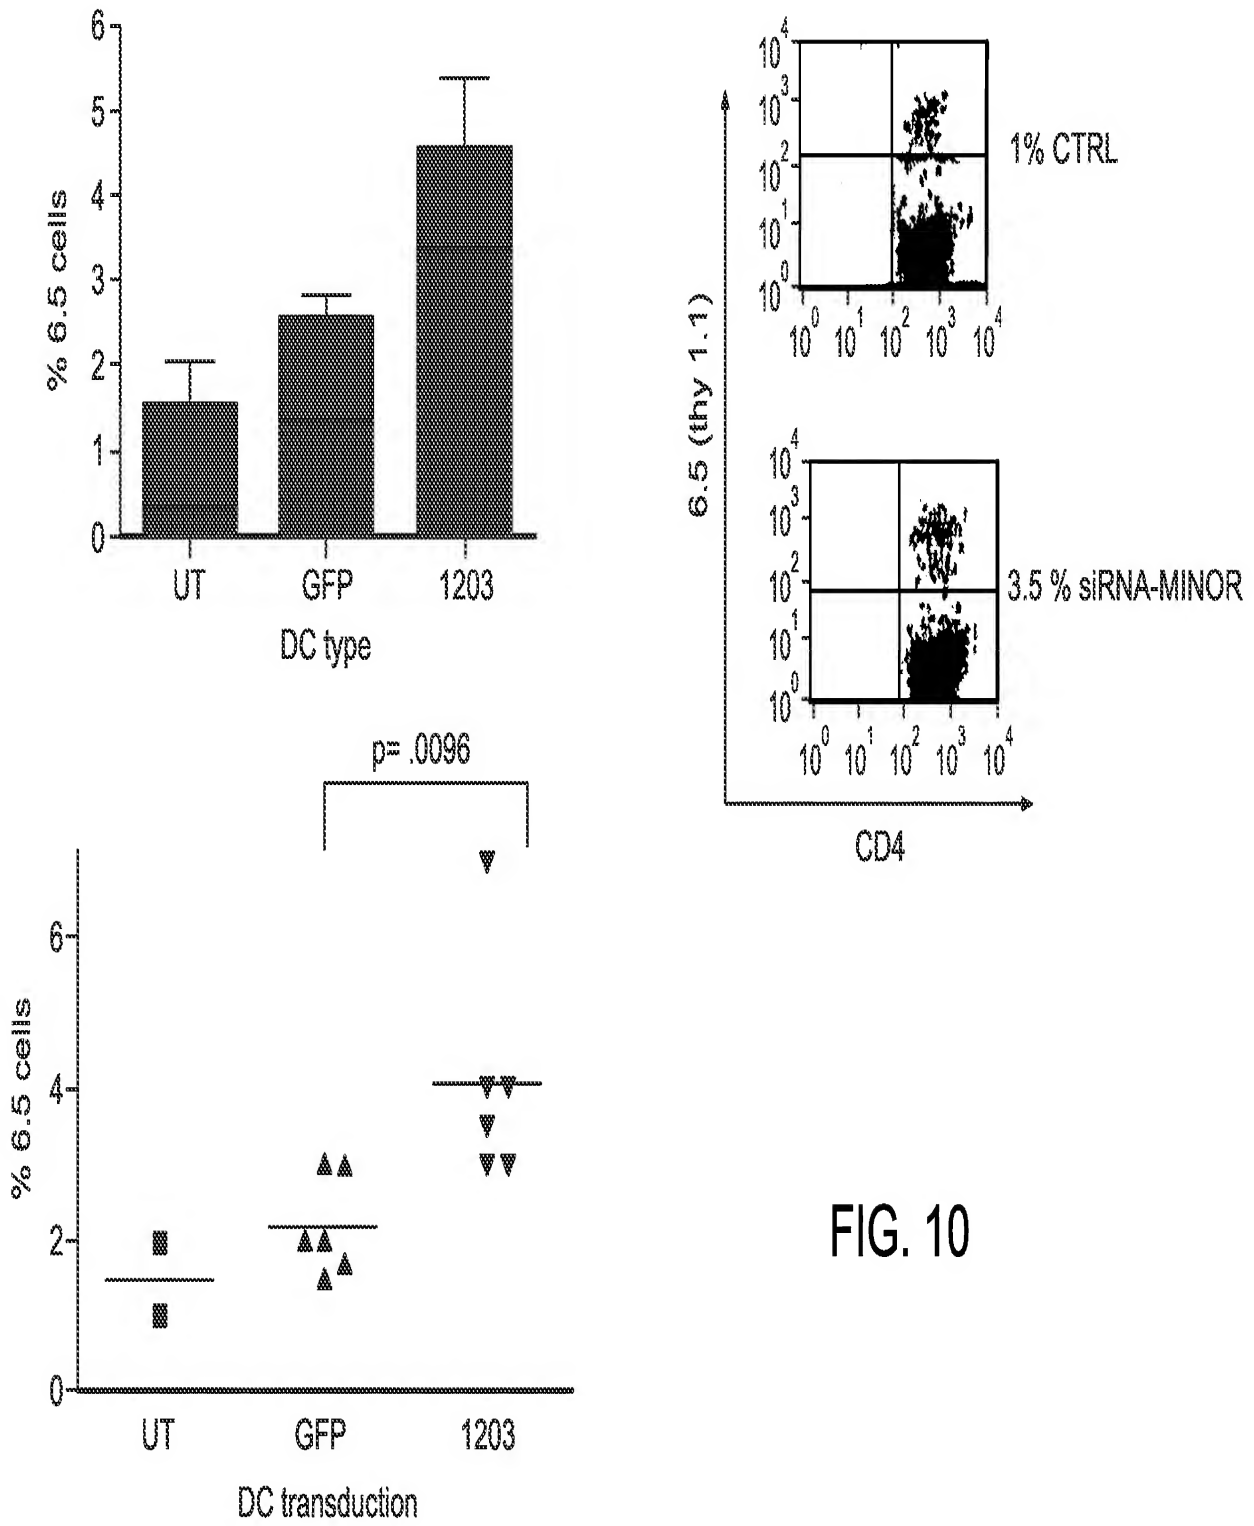 6
5
4
3
2
1
0
% 6.5 cells
UT GFP 1203
DC type
10^4
10^3
10^2
10^1
10^0
10^0 10^1 10^2 10^3 10^4
1% CTRL
6.5 (thy 1.1)
10^4
10^3
10^2
10^1
10^0
10^0 10^1 10^2 10^3 10^4
3.5 % siRNA-MINOR
CD4
p= .0096
6
4
2
0
% 6.5 cells
UT GFP 1203
DC transduction
FIG. 10